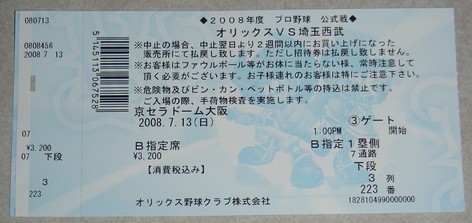 080713
0808456
2008 7.13
07
¥3,200
下段
3
223
5145113067528
◆2008年度 プロ野球 公式戦◆
オリックスVS埼玉西武
※中止の場合、中止翌日より2週間以内にお買い上げになった
販売所にて払戻し致します。ただし招待券は払戻し致しません。
※お客様はファウルボール等がお体に当たらない様、常時注意して
頂く必要がございます。お子様連れのお客様は特にご注意下さい。
※危険物及びビン・カン・ペットボトル等の持込は禁止です。
ご入場の際、手荷物検査を実施します。
京セラドーム大阪 ③ゲート
2008.7.13(日) 1:00PM 開始
B指定席 B指定1塁側
¥3,200 7通路
下段
【消費税込み】 3 列
223 番
オリックス野球クラブ株式会社 1828104990000000
07